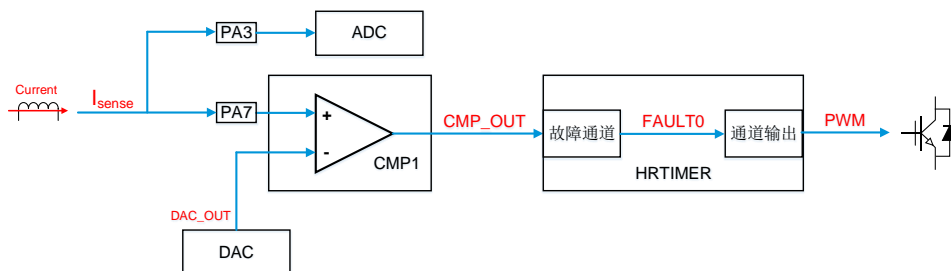 PA3
ADC
Current
Isense
PA7
+
-
CMP1
CMP_OUT
故障通道
FAULT0
通道输出
HRTIMER
PWM
DAC_OUT
DAC